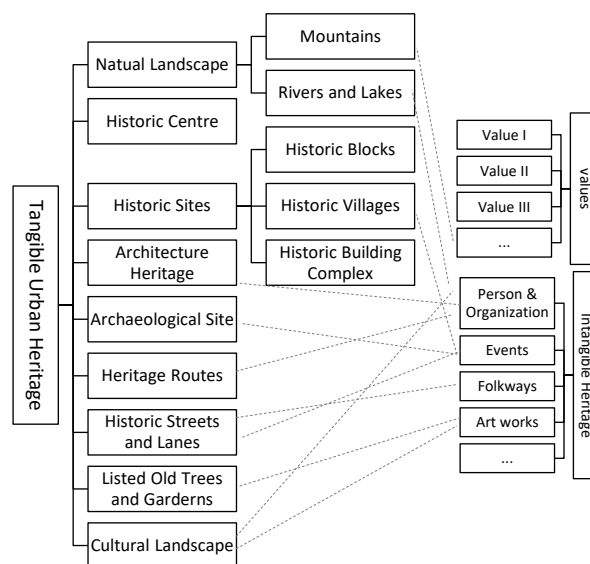 Tangible Urban Heritage
Natual Landscape
Mountains
Rivers and Lakes
Historic Centre
Historic Sites
Historic Blocks
Historic Villages
Historic Building
Complex
Architecture
Heritage
Archaeological Site
Heritage Routes
Historic Streets
and Lanes
Listed Old Trees
and Garderns
Cultural Landscape
Value I
Value II
Value III
...
values
Person &
Organization
Events
Folkways
Art works
...
Intangible Heritage